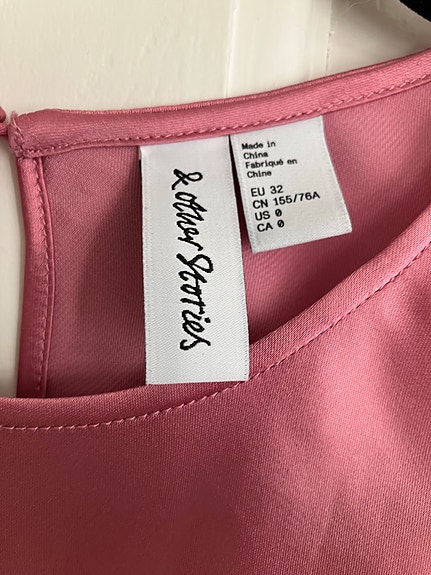 & Other Stories
Made in
China
Fabriqué en
Chine
EU 32
CN 155/76A
US 0
CA 0